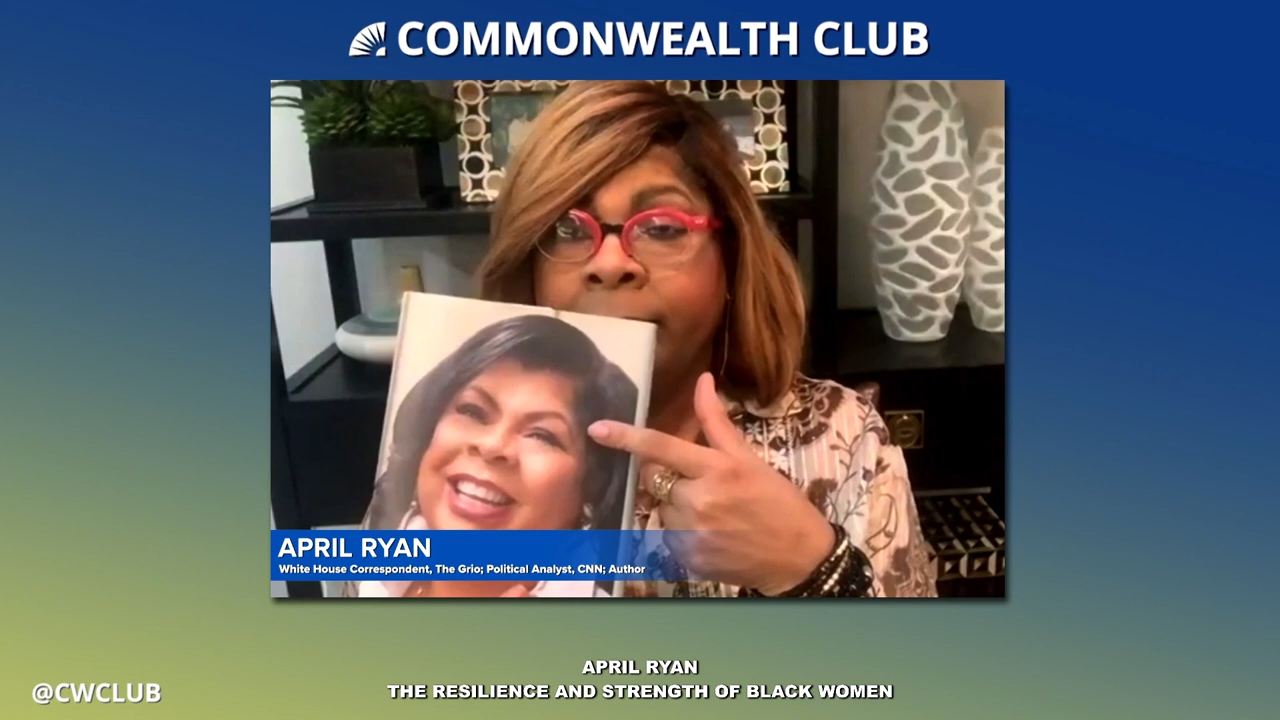 COMMONWEALTH CLUB
APRIL RYAN
White House Correspondent, The Grio; Political Analyst, CNN; Author
APRIL RYAN
THE RESILIENCE AND STRENGTH OF BLACK WOMEN
@CWCLUB